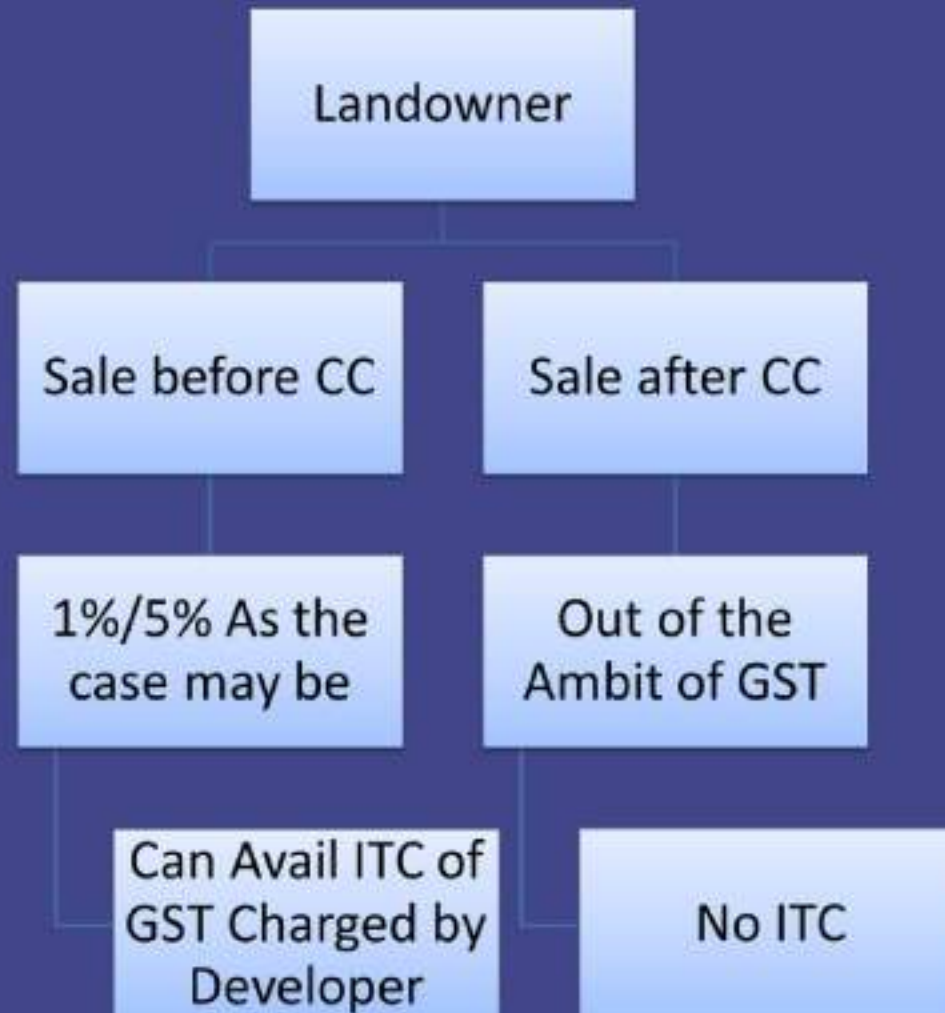 Landowner
Sale before CC
Sale after CC
1%/5% As the
case may be
Out of the
Ambit of GST
Can Avail ITC of
GST Charged by
Developer
No ITC